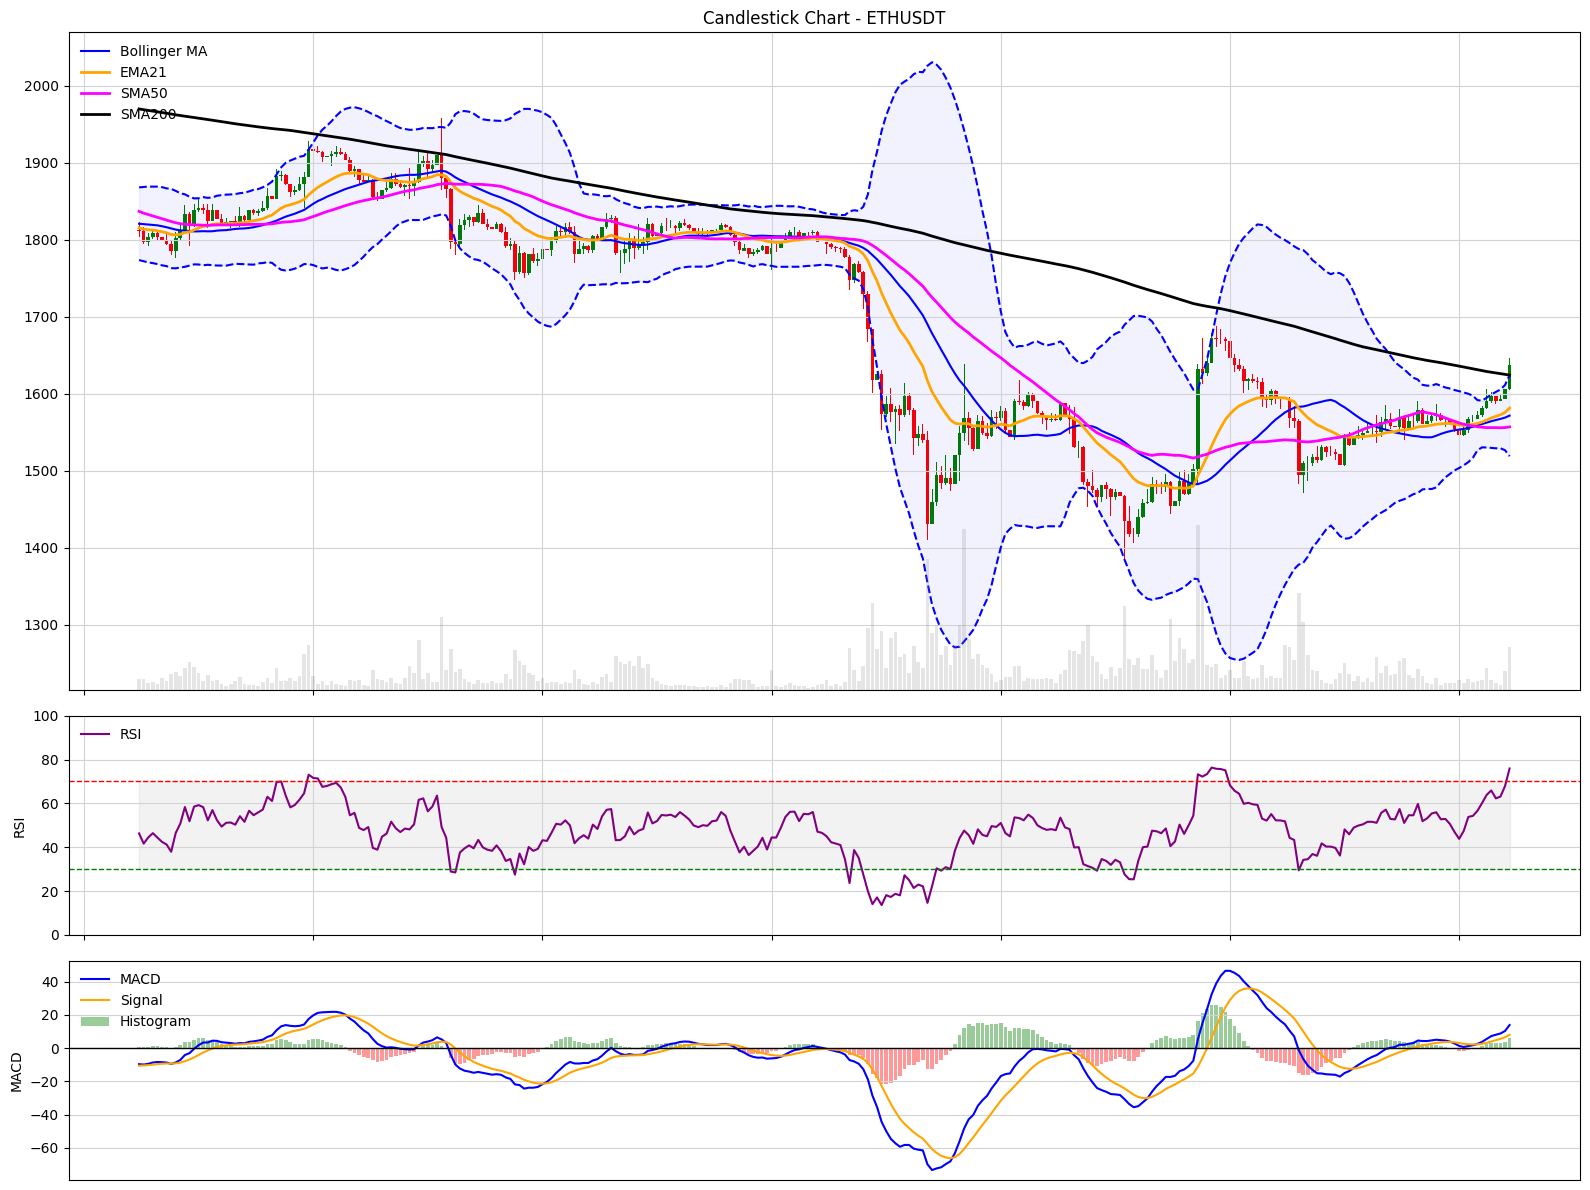 Candlestick Chart - ETHUSDT
Bollinger MA
EMA21
SMA50
SMA200
2000
1900
1800
1700
1600
1500
1400
1300
100
80
60
40
20
0
RSI
RSI
40
20
0
−20
−40
−60
MACD
MACD
Signal
Histogram